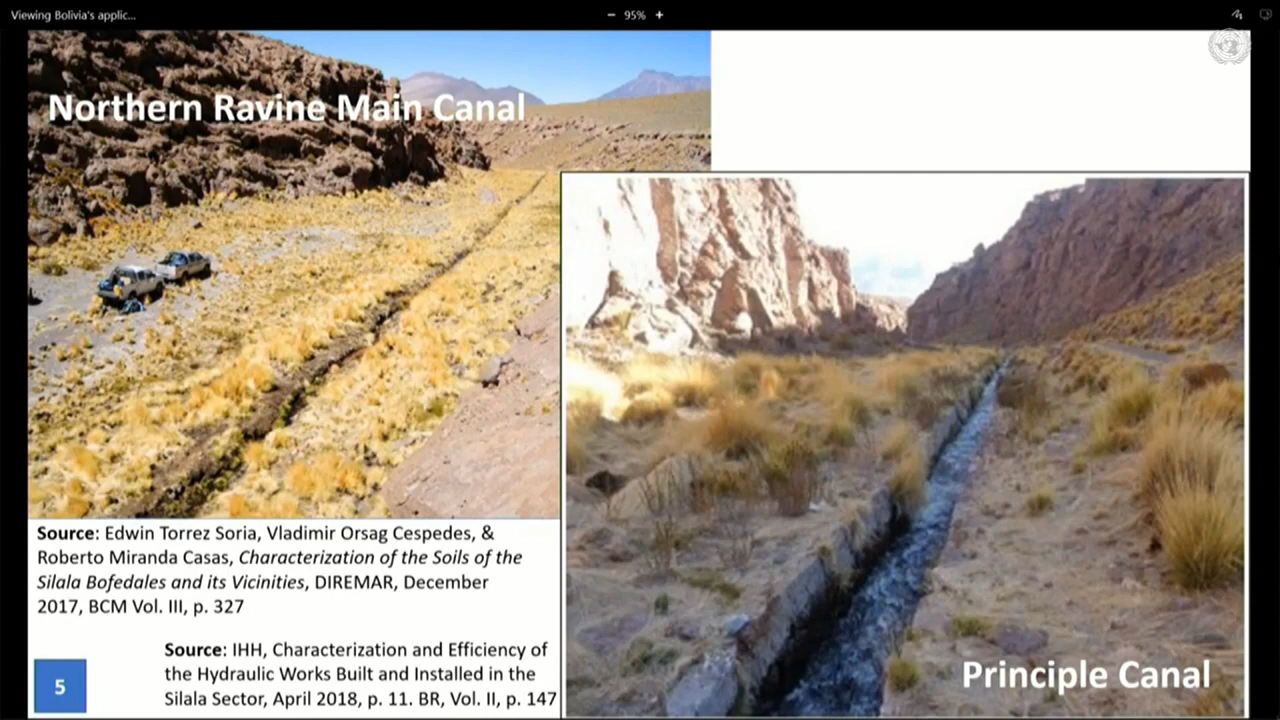 Viewing Bolivia's applic...
95%
Northern Ravine Main Canal
Source: Edwin Torrez Soria, Vladimir Orsag Cespedes, &
Roberto Miranda Casas, Characterization of the Soils of the
Silala Bofedales and its Vicinities, DIREMAR, December
2017, BCM Vol. III, p. 327
Source: IHH, Characterization and Efficiency of
the Hydraulic Works Built and Installed in the
Silala Sector, April 2018, p. 11. BR, Vol. II, p. 147
5
Principle Canal